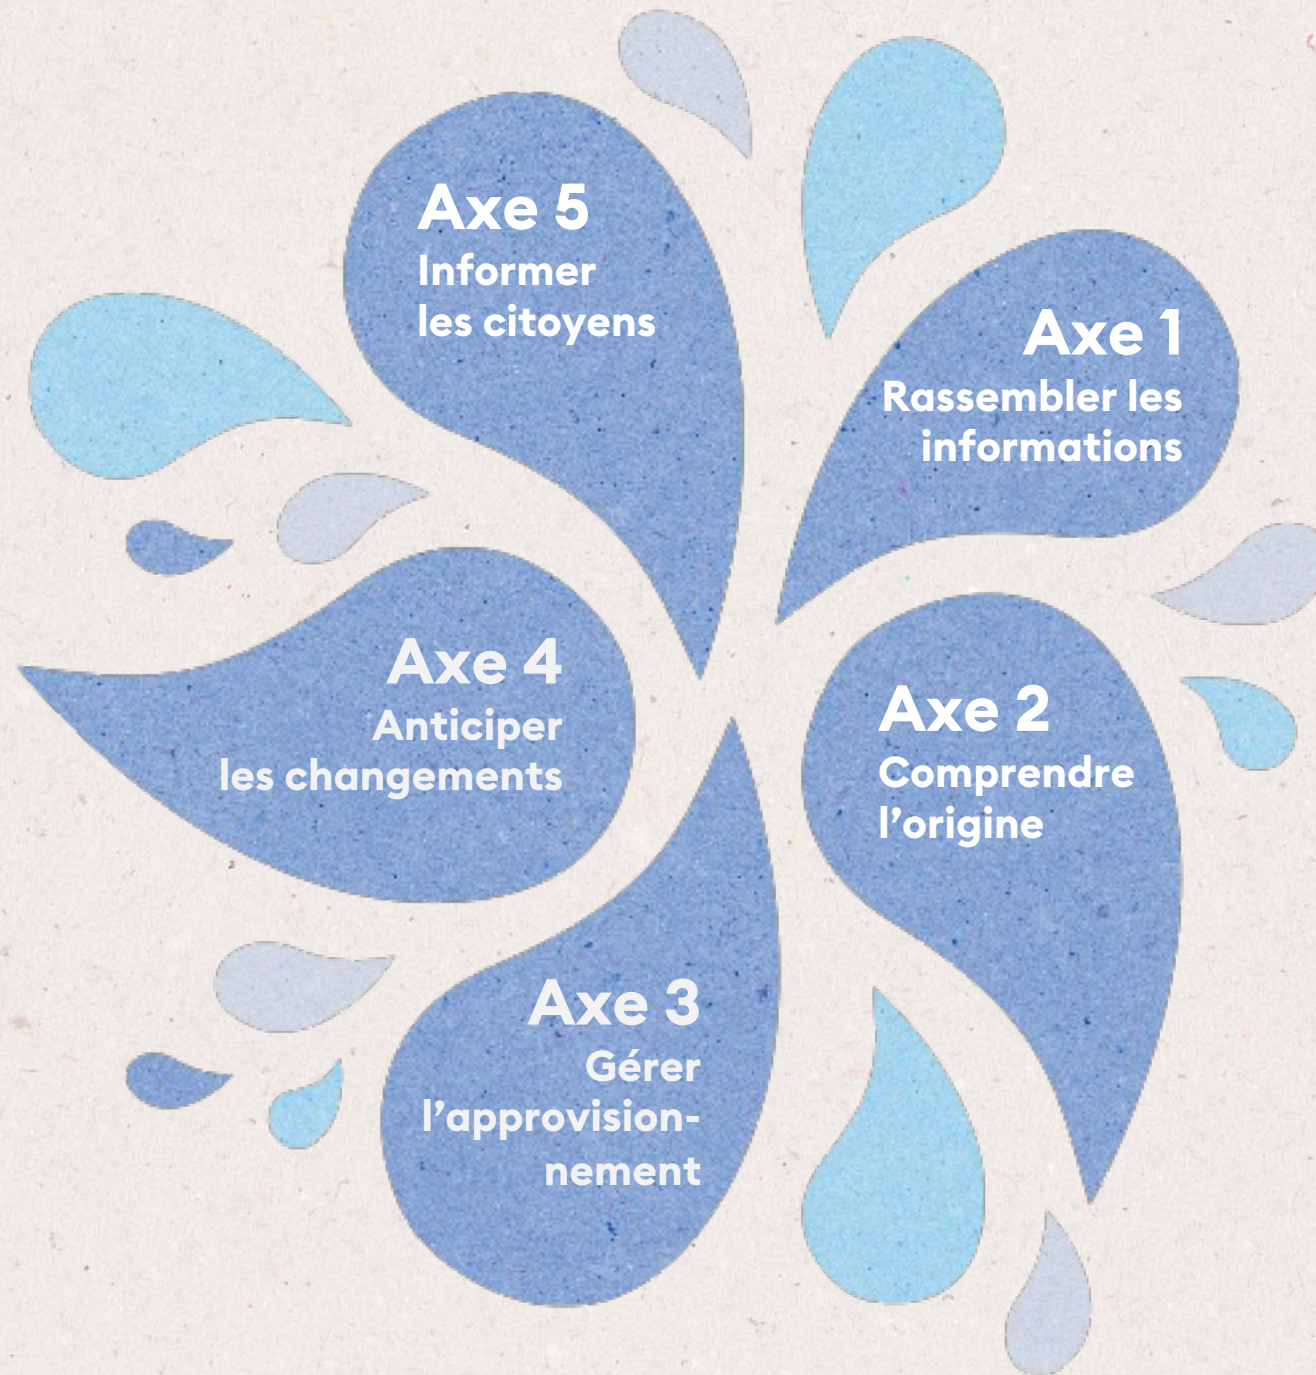 Axe 5
Informer
les citoyens
Axe 1
Rassembler les
informations
Axe 4
Anticiper
les changements
Axe 2
Comprendre
l’origine
Axe 3
Gérer
l’approvision-
nement